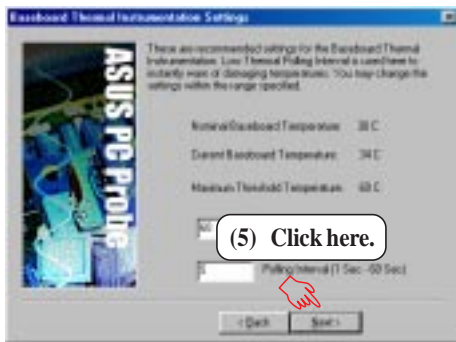 Baseboard Thermal Instrumentation Settings
ASUS PC Probe
These are recommended settings for the Baseboard Thermal
Instrumentation. Low Thermal Polling Interval is used here to
instantly warn of damaging temperatures. You may change the
settings within the range specified.
Nominal Baseboard Temperature 30 C
Current Baseboard Temperature 34 C
Maximum Threshold Temperature 60 C
(5) Click here.
5 Polling Interval (1 Sec - 60 Sec)
< Back Next >